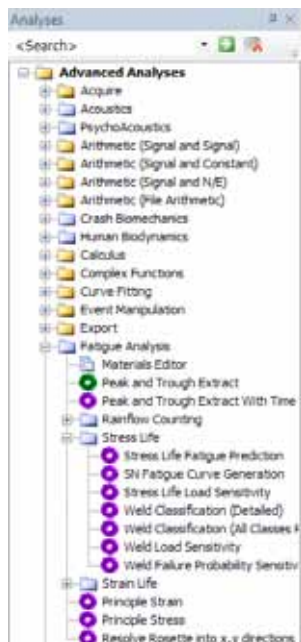 Analyses
<Search>
Advanced Analyses
Acquire
Acoustics
PsychoAcoustics
Arithmetic (Signal and Signal)
Arithmetic (Signal and Constant)
Arithmetic (Signal and N/E)
Arithmetic (File Arithmetic)
Crash Biomechanics
Human Biodynamics
Calculus
Complex Functions
Curve Fitting
Event Manipulation
Export
Fatigue Analysis
Materials Editor
Peak and Trough Extract
Peak and Trough Extract With Time
Rainflow Counting
Stress Life
Stress Life Fatigue Prediction
SN Fatigue Curve Generation
Stress Life Load Sensitivity
Weld Classification (Detailed)
Weld Classification (All Classes
Weld Load Sensitivity
Weld Failure Probability Sensitiv
Strain Life
Principle Strain
Principle Stress
Resolve Rosette into x,y directions